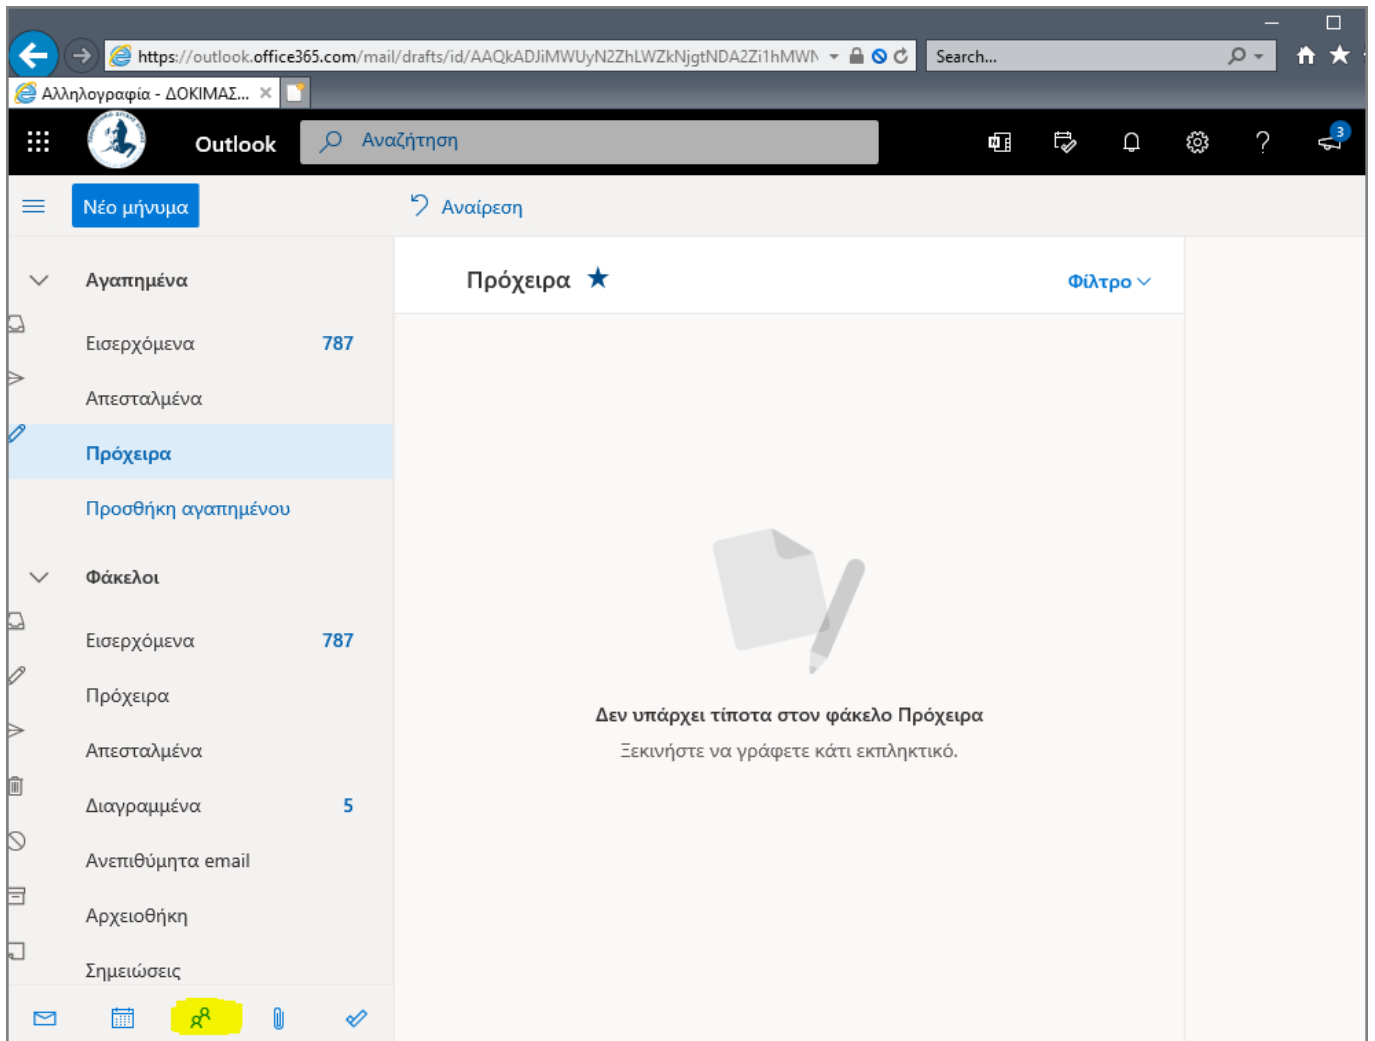 https://outlook.office365.com/mail/drafts/id/AAQkADJiMWUyN2ZhLWZkNjgtNDA2Zi1hMWN
Search...
Αλληλογραφία - ΔΟΚΙΜΑΣ...
Outlook
Αναζήτηση
3
Νέο μήνυμα
Αναίρεση
Αγαπημένα
Πρόχειρα
Φίλτρο
Εισερχόμενα 787
Απεσταλμένα
Πρόχειρα
Προσθήκη αγαπημένου
Φάκελοι
Εισερχόμενα 787
Πρόχειρα
Δεν υπάρχει τίποτα στον φάκελο Πρόχειρα
Απεσταλμένα
Ξεκινήστε να γράφετε κάτι εκπληκτικό.
Διαγραμμένα 5
Ανεπιθύμητα email
Αρχειοθήκη
Σημειώσεις